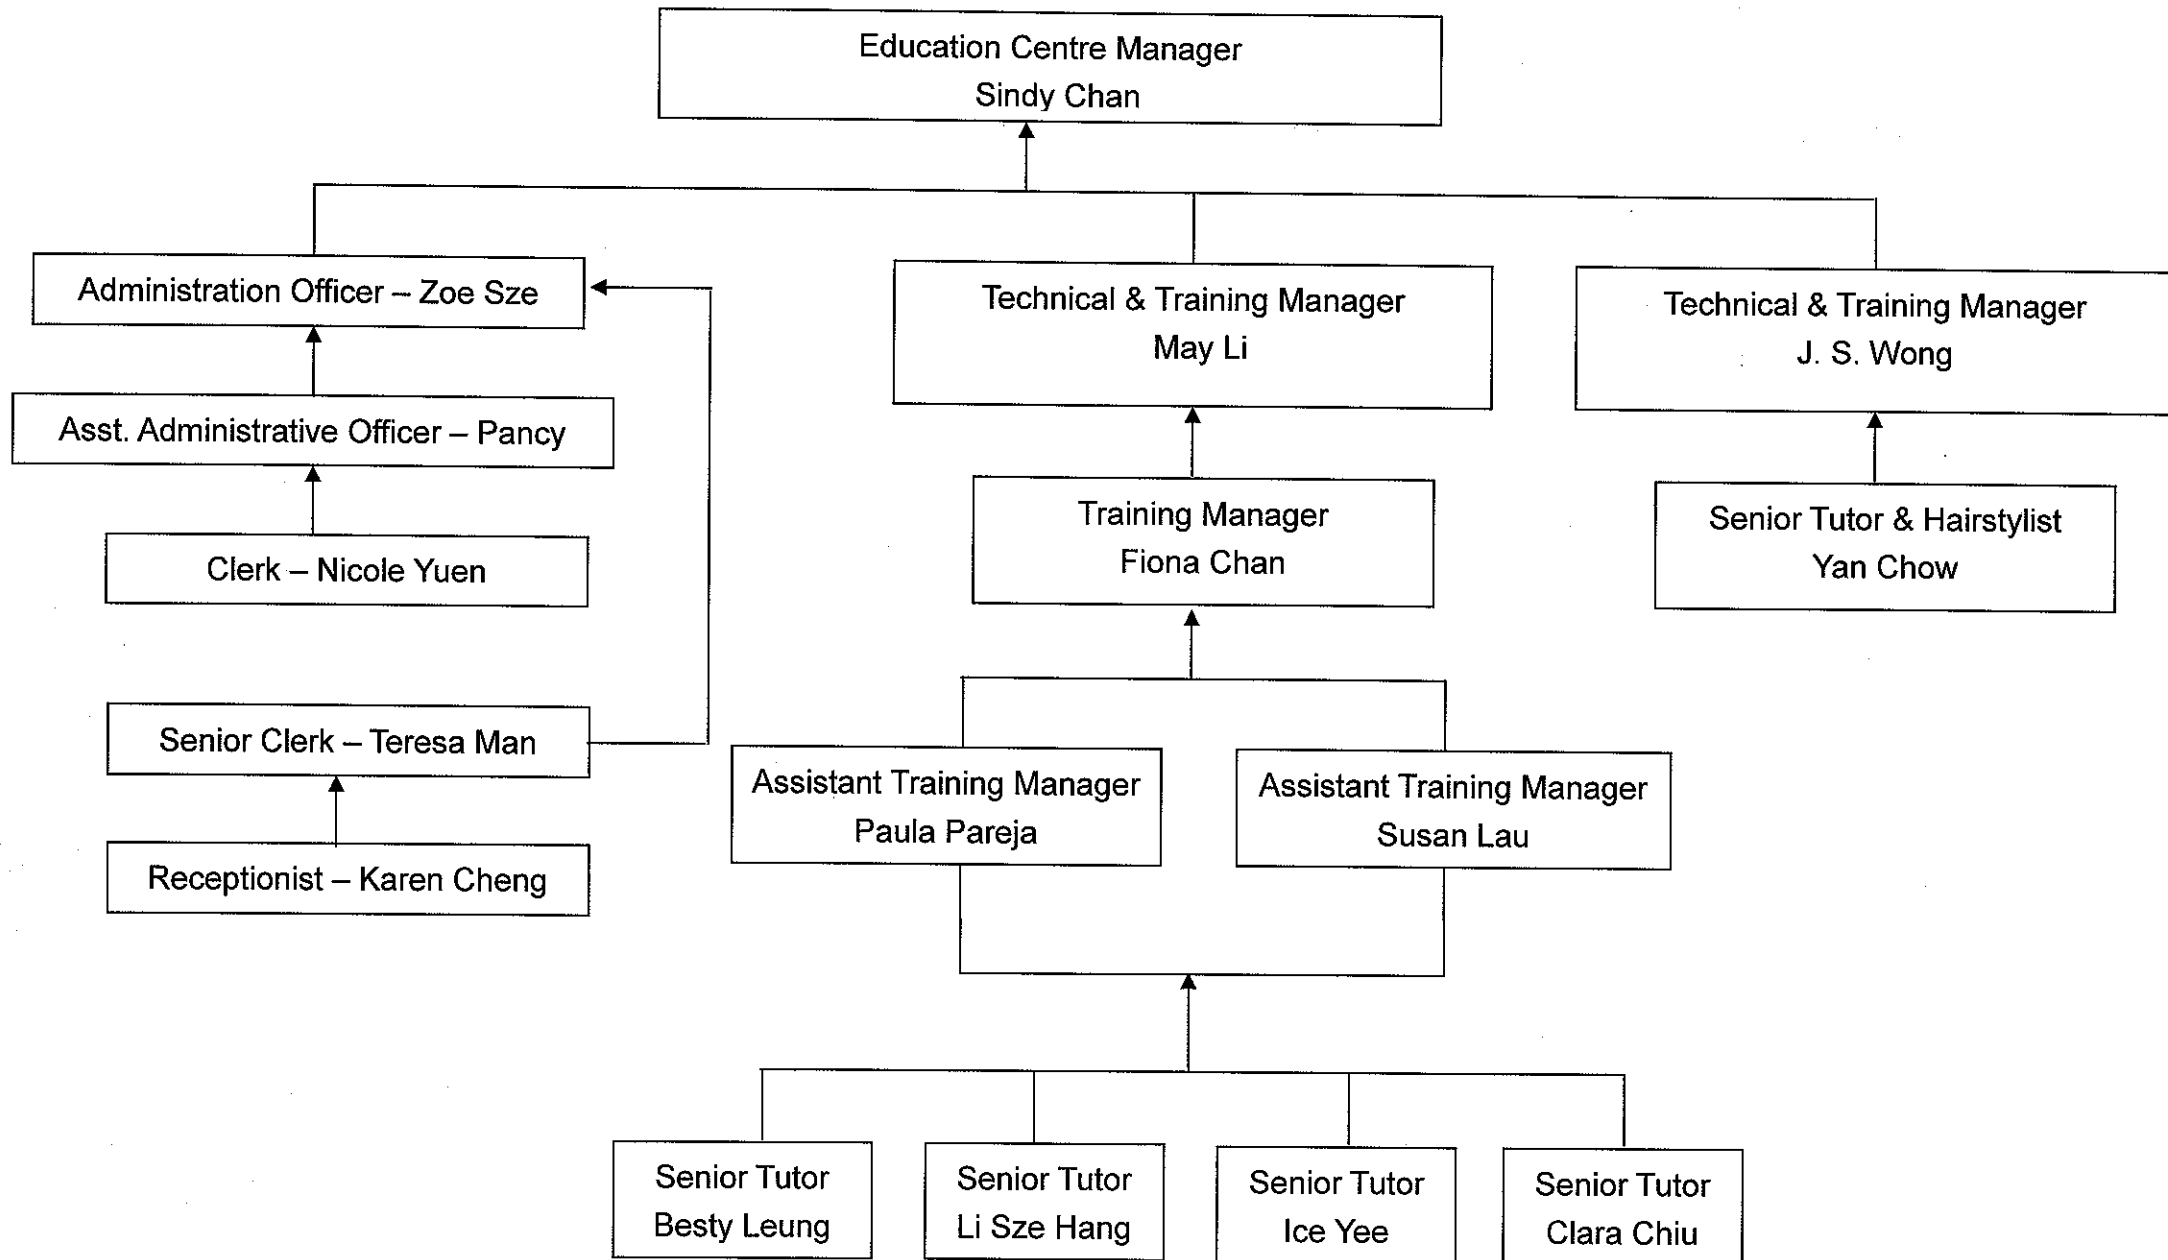 Education Centre Manager
Sindy Chan
Administration Officer – Zoe Sze
Technical & Training Manager
May Li
Technical & Training Manager
J. S. Wong
Asst. Administrative Officer – Pancy
Training Manager
Fiona Chan
Senior Tutor & Hairstylist
Yan Chow
Clerk – Nicole Yuen
Senior Clerk – Teresa Man
Assistant Training Manager
Paula Pareja
Assistant Training Manager
Susan Lau
Receptionist – Karen Cheng
Senior Tutor
Besty Leung
Senior Tutor
Li Sze Hang
Senior Tutor
Ice Yee
Senior Tutor
Clara Chiu